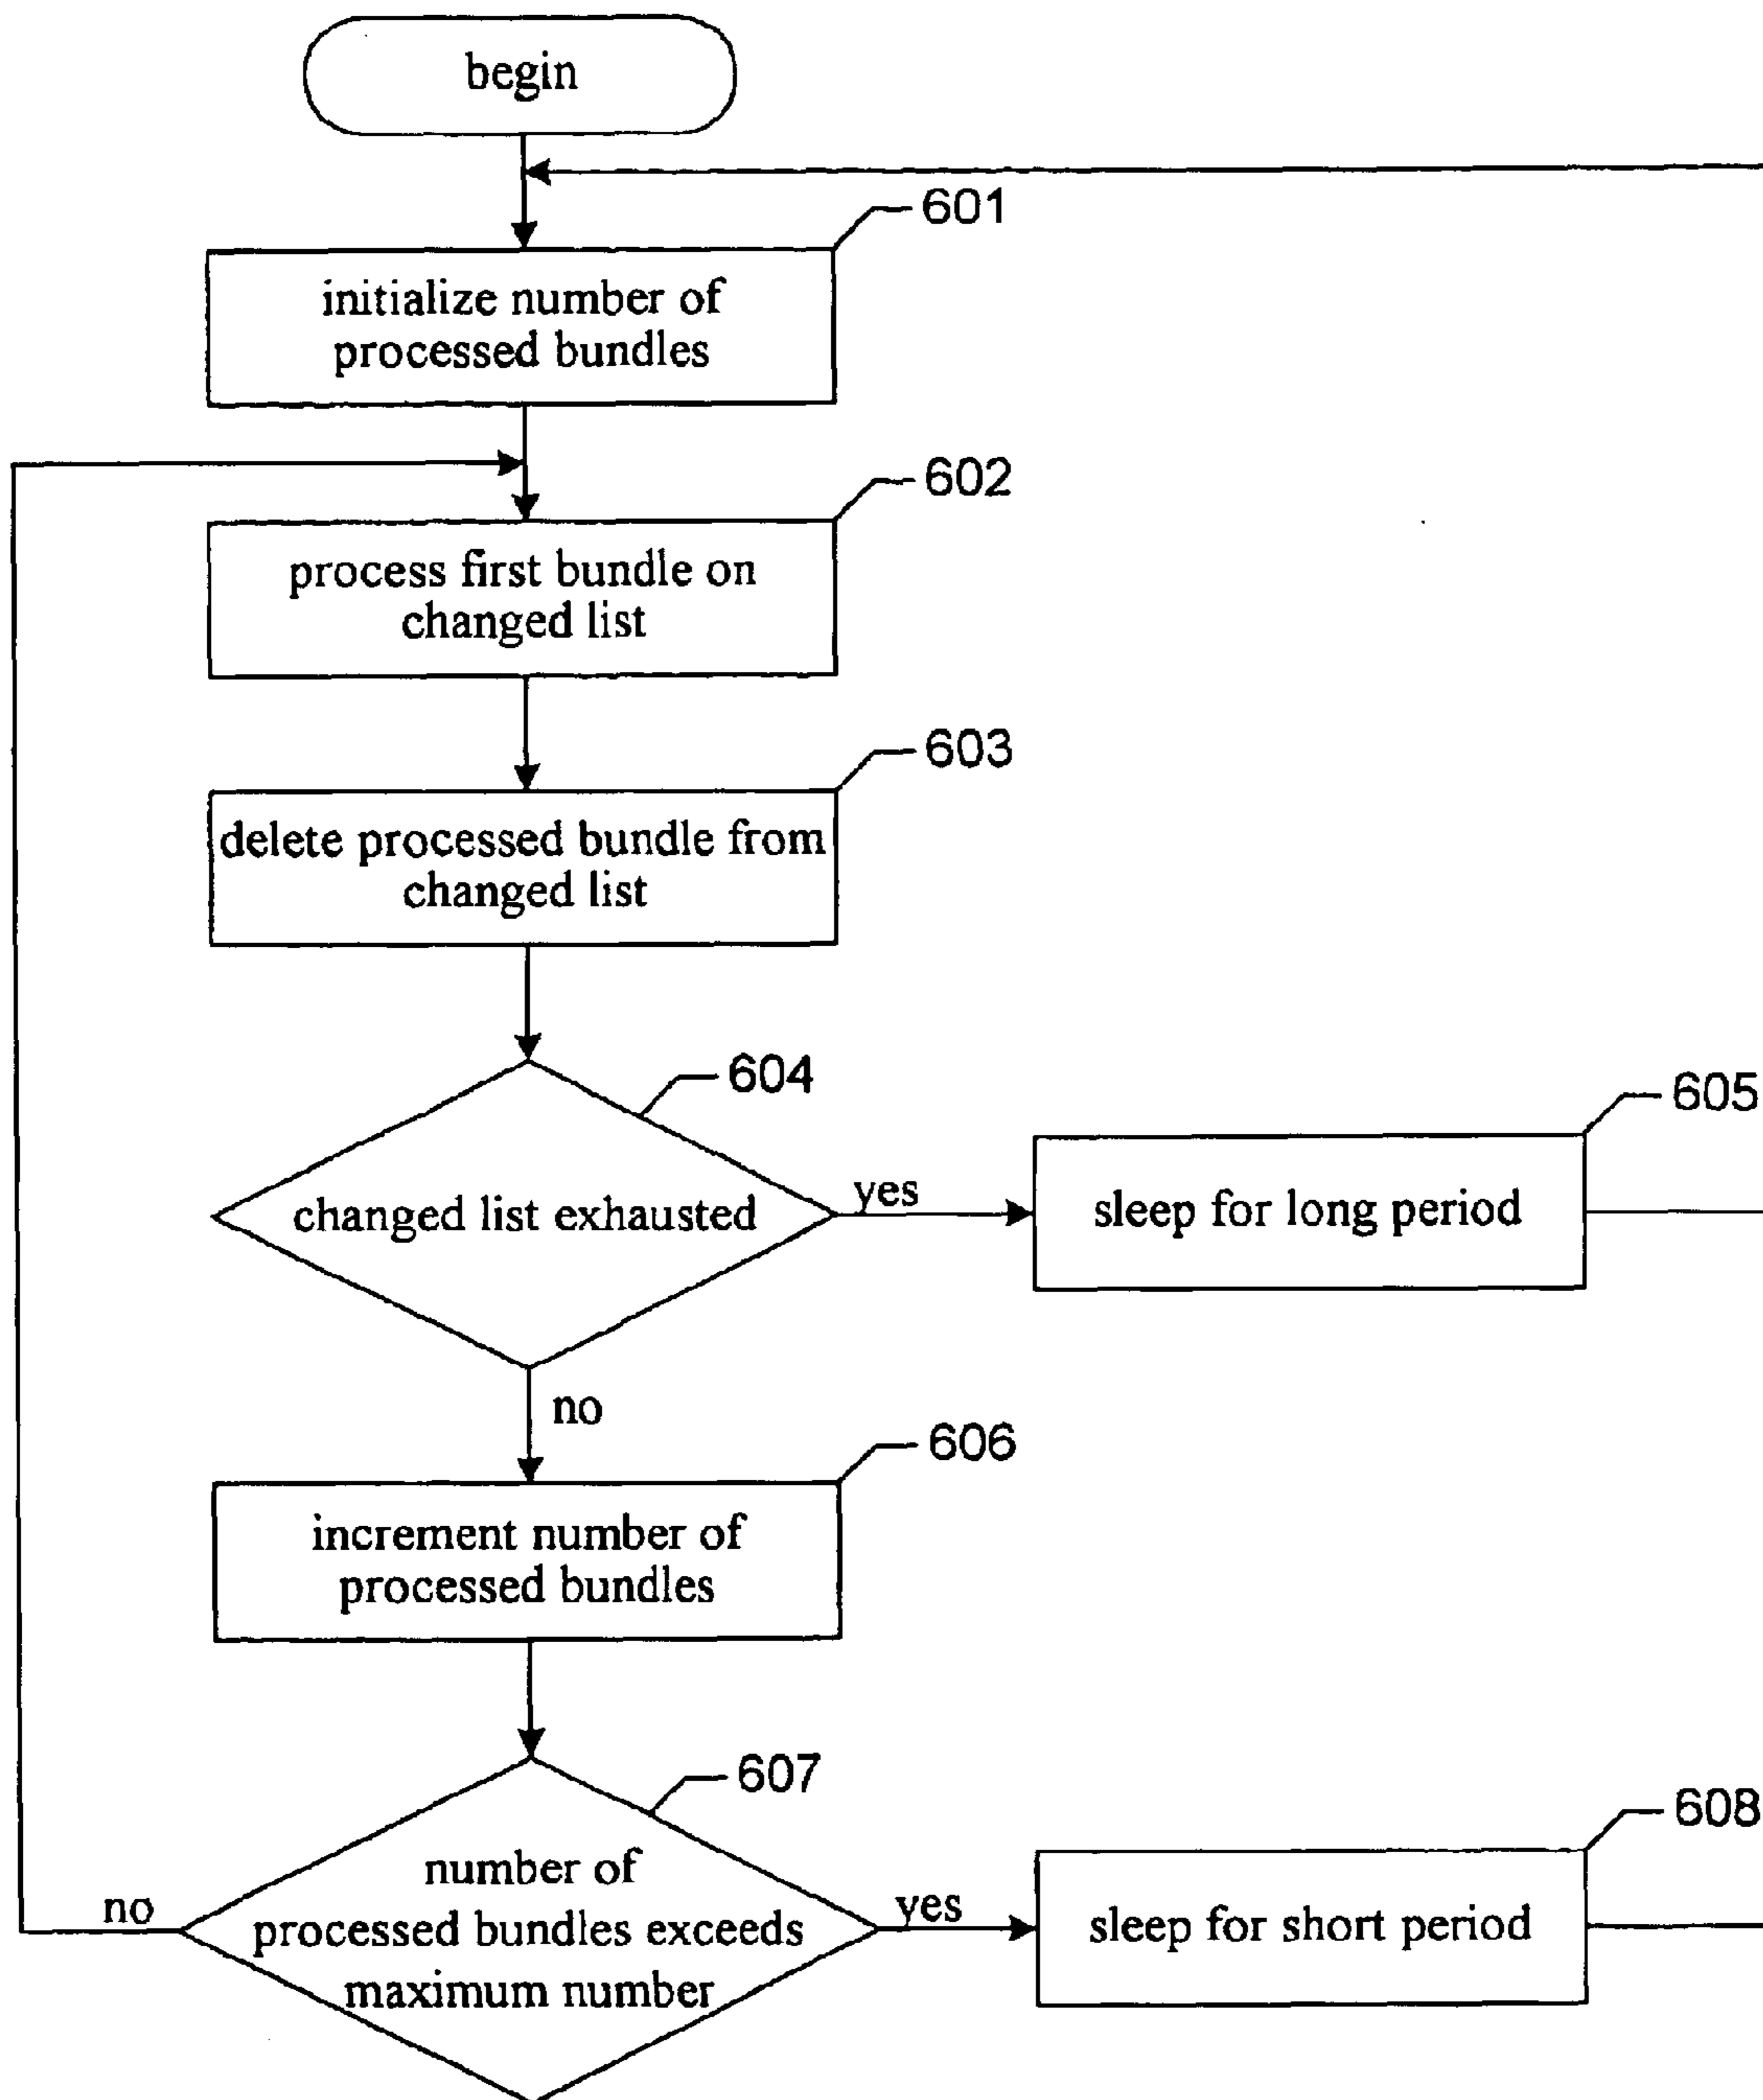 begin
601
initialize number of
processed bundles
602
process first bundle on
changed list
603
delete processed bundle from
changed list
604
changed list exhausted
yes
605
sleep for long period
no
606
increment number of
processed bundles
607
number of
processed bundles exceeds
maximum number
no
yes
608
sleep for short period